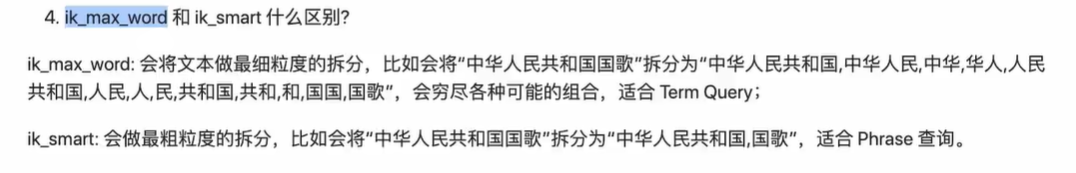 4. ik_max_word 和 ik_smart 什么区别?
ik_max_word: 会将文本做最细粒度的拆分，比如会将“中华人民共和国国歌”拆分为“中华人民共和国,中华人民,中华,华人,人民
共和国,人民,人,民,共和国,共和,和,国国,国歌”，会穷尽各种可能的组合，适合 Term Query；
ik_smart: 会做最粗粒度的拆分，比如会将“中华人民共和国国歌”拆分为“中华人民共和国,国歌”，适合 Phrase 查询。